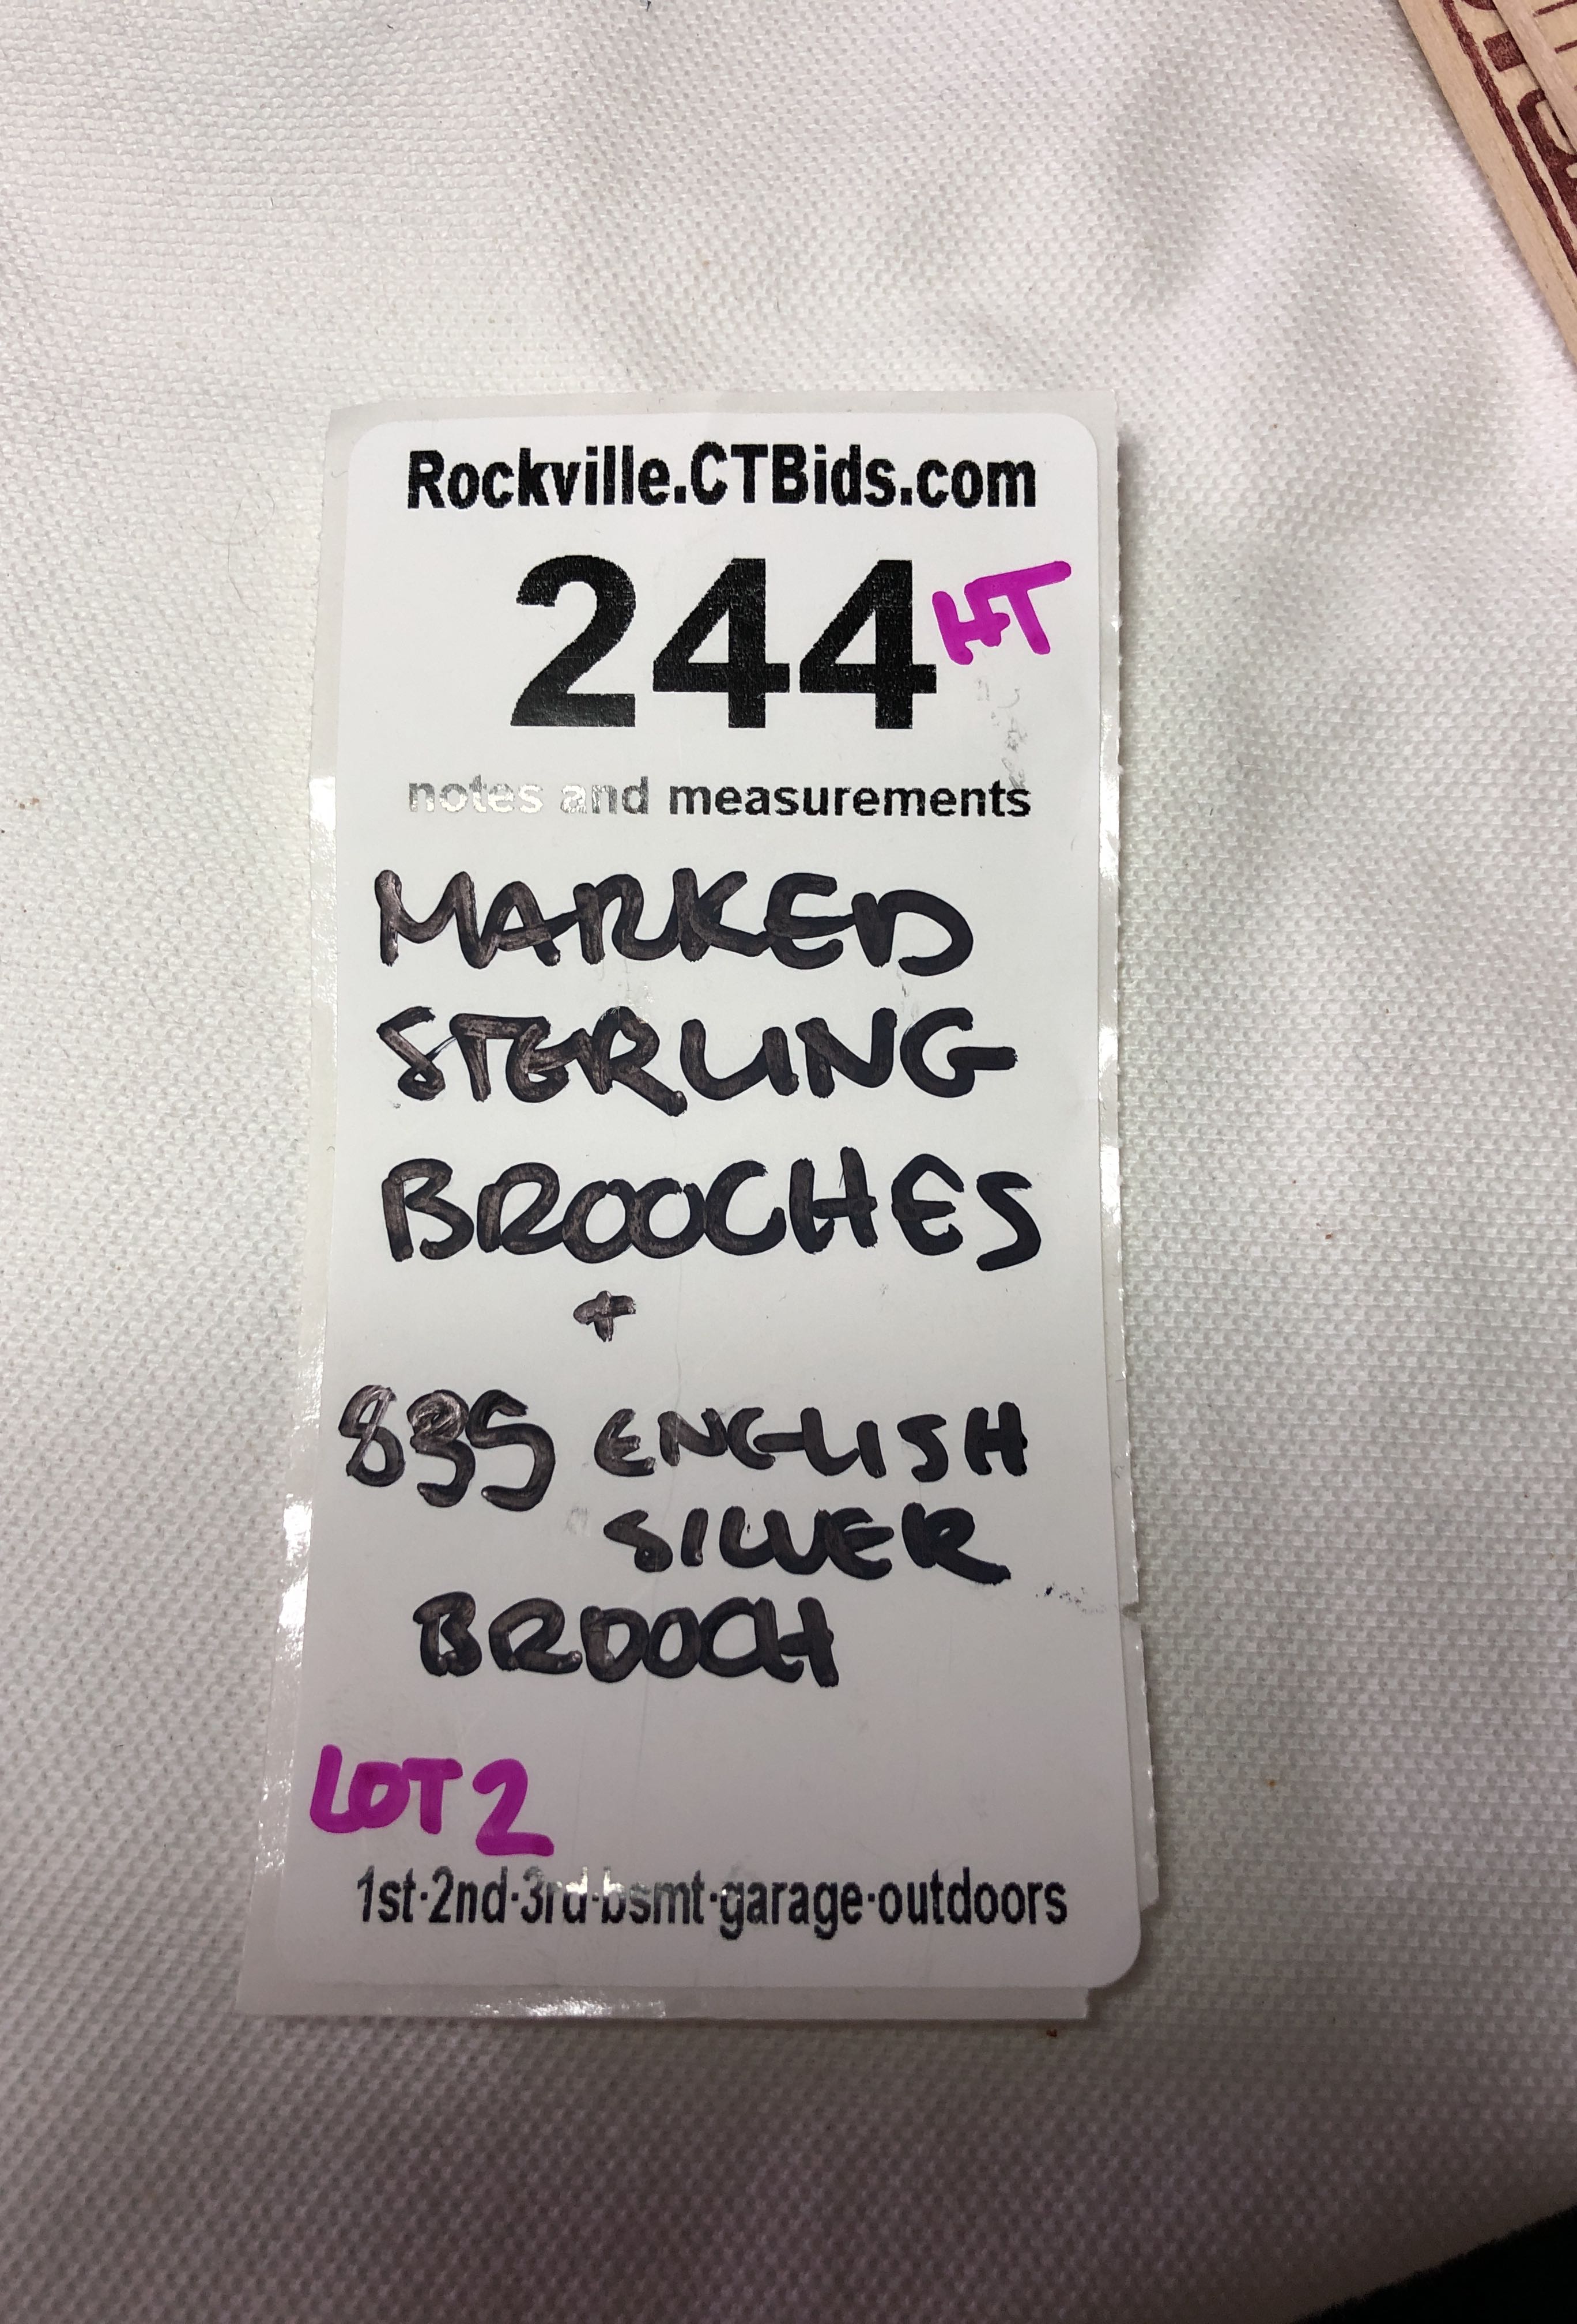 Rockville.CTBids.com
244 HT
notes and measurements
MARKED
STERLING
BROOCHES
+
835 ENGLISH
SILVER
BROOCH
LOT 2
1st·2nd·3rd·bsmt·garage·outdoors